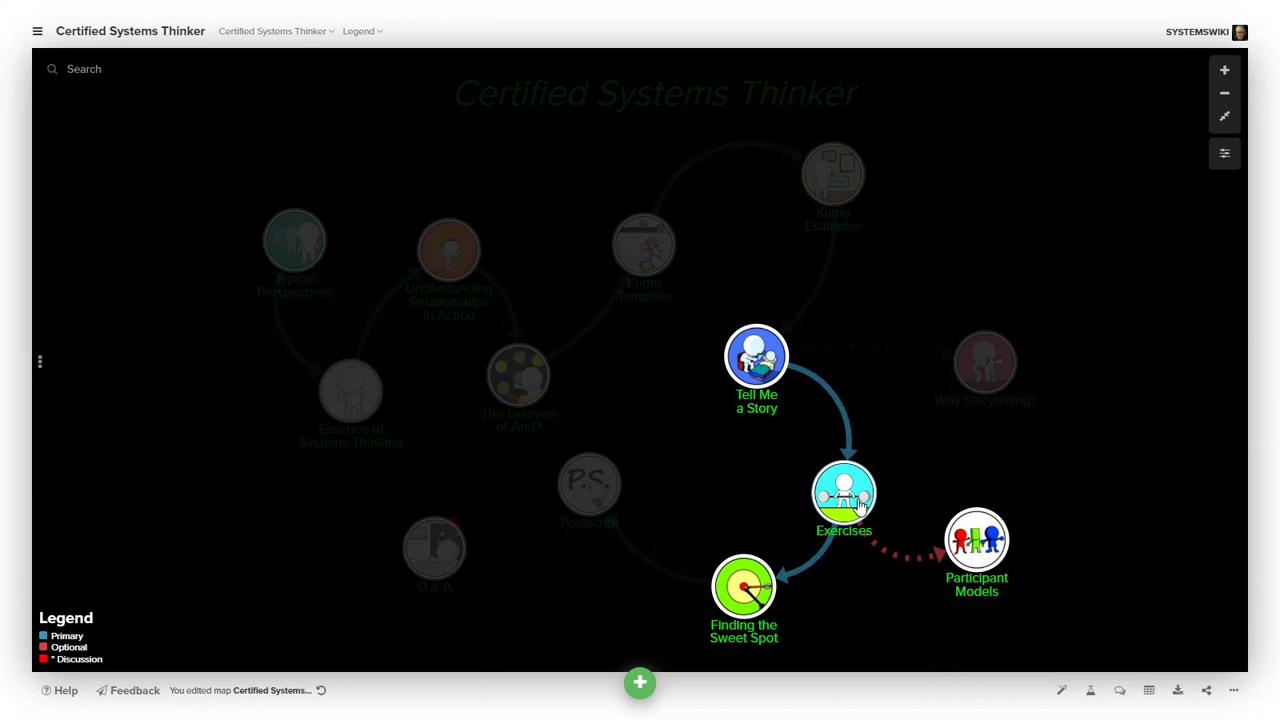 Certified Systems Thinker
Certified Systems Thinker
Legend
SYSTEMSWIKI
Search
Certified Systems Thinker
Kumu
Examples
Typical
Perspectives
Understanding
Relationships
In Action
Kumu
Template
Tell Me
a Story
Why Storytelling?
The Essence
of And?
Essence of
Systems Thinking
P.S.
Postscript
Exercises
Q & A
Participant
Models
Finding the
Sweet Spot
Legend
Primary
Optional
* Discussion
Help
Feedback
You edited map Certified Systems...